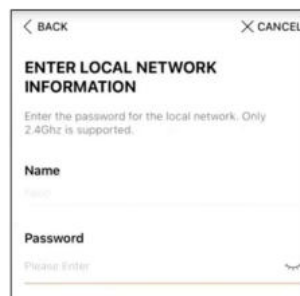 BACK
CANCEL
ENTER LOCAL NETWORK
INFORMATION
Enter the password for the local network. Only
2.4Ghz is supported.
Name
Password
Please Enter